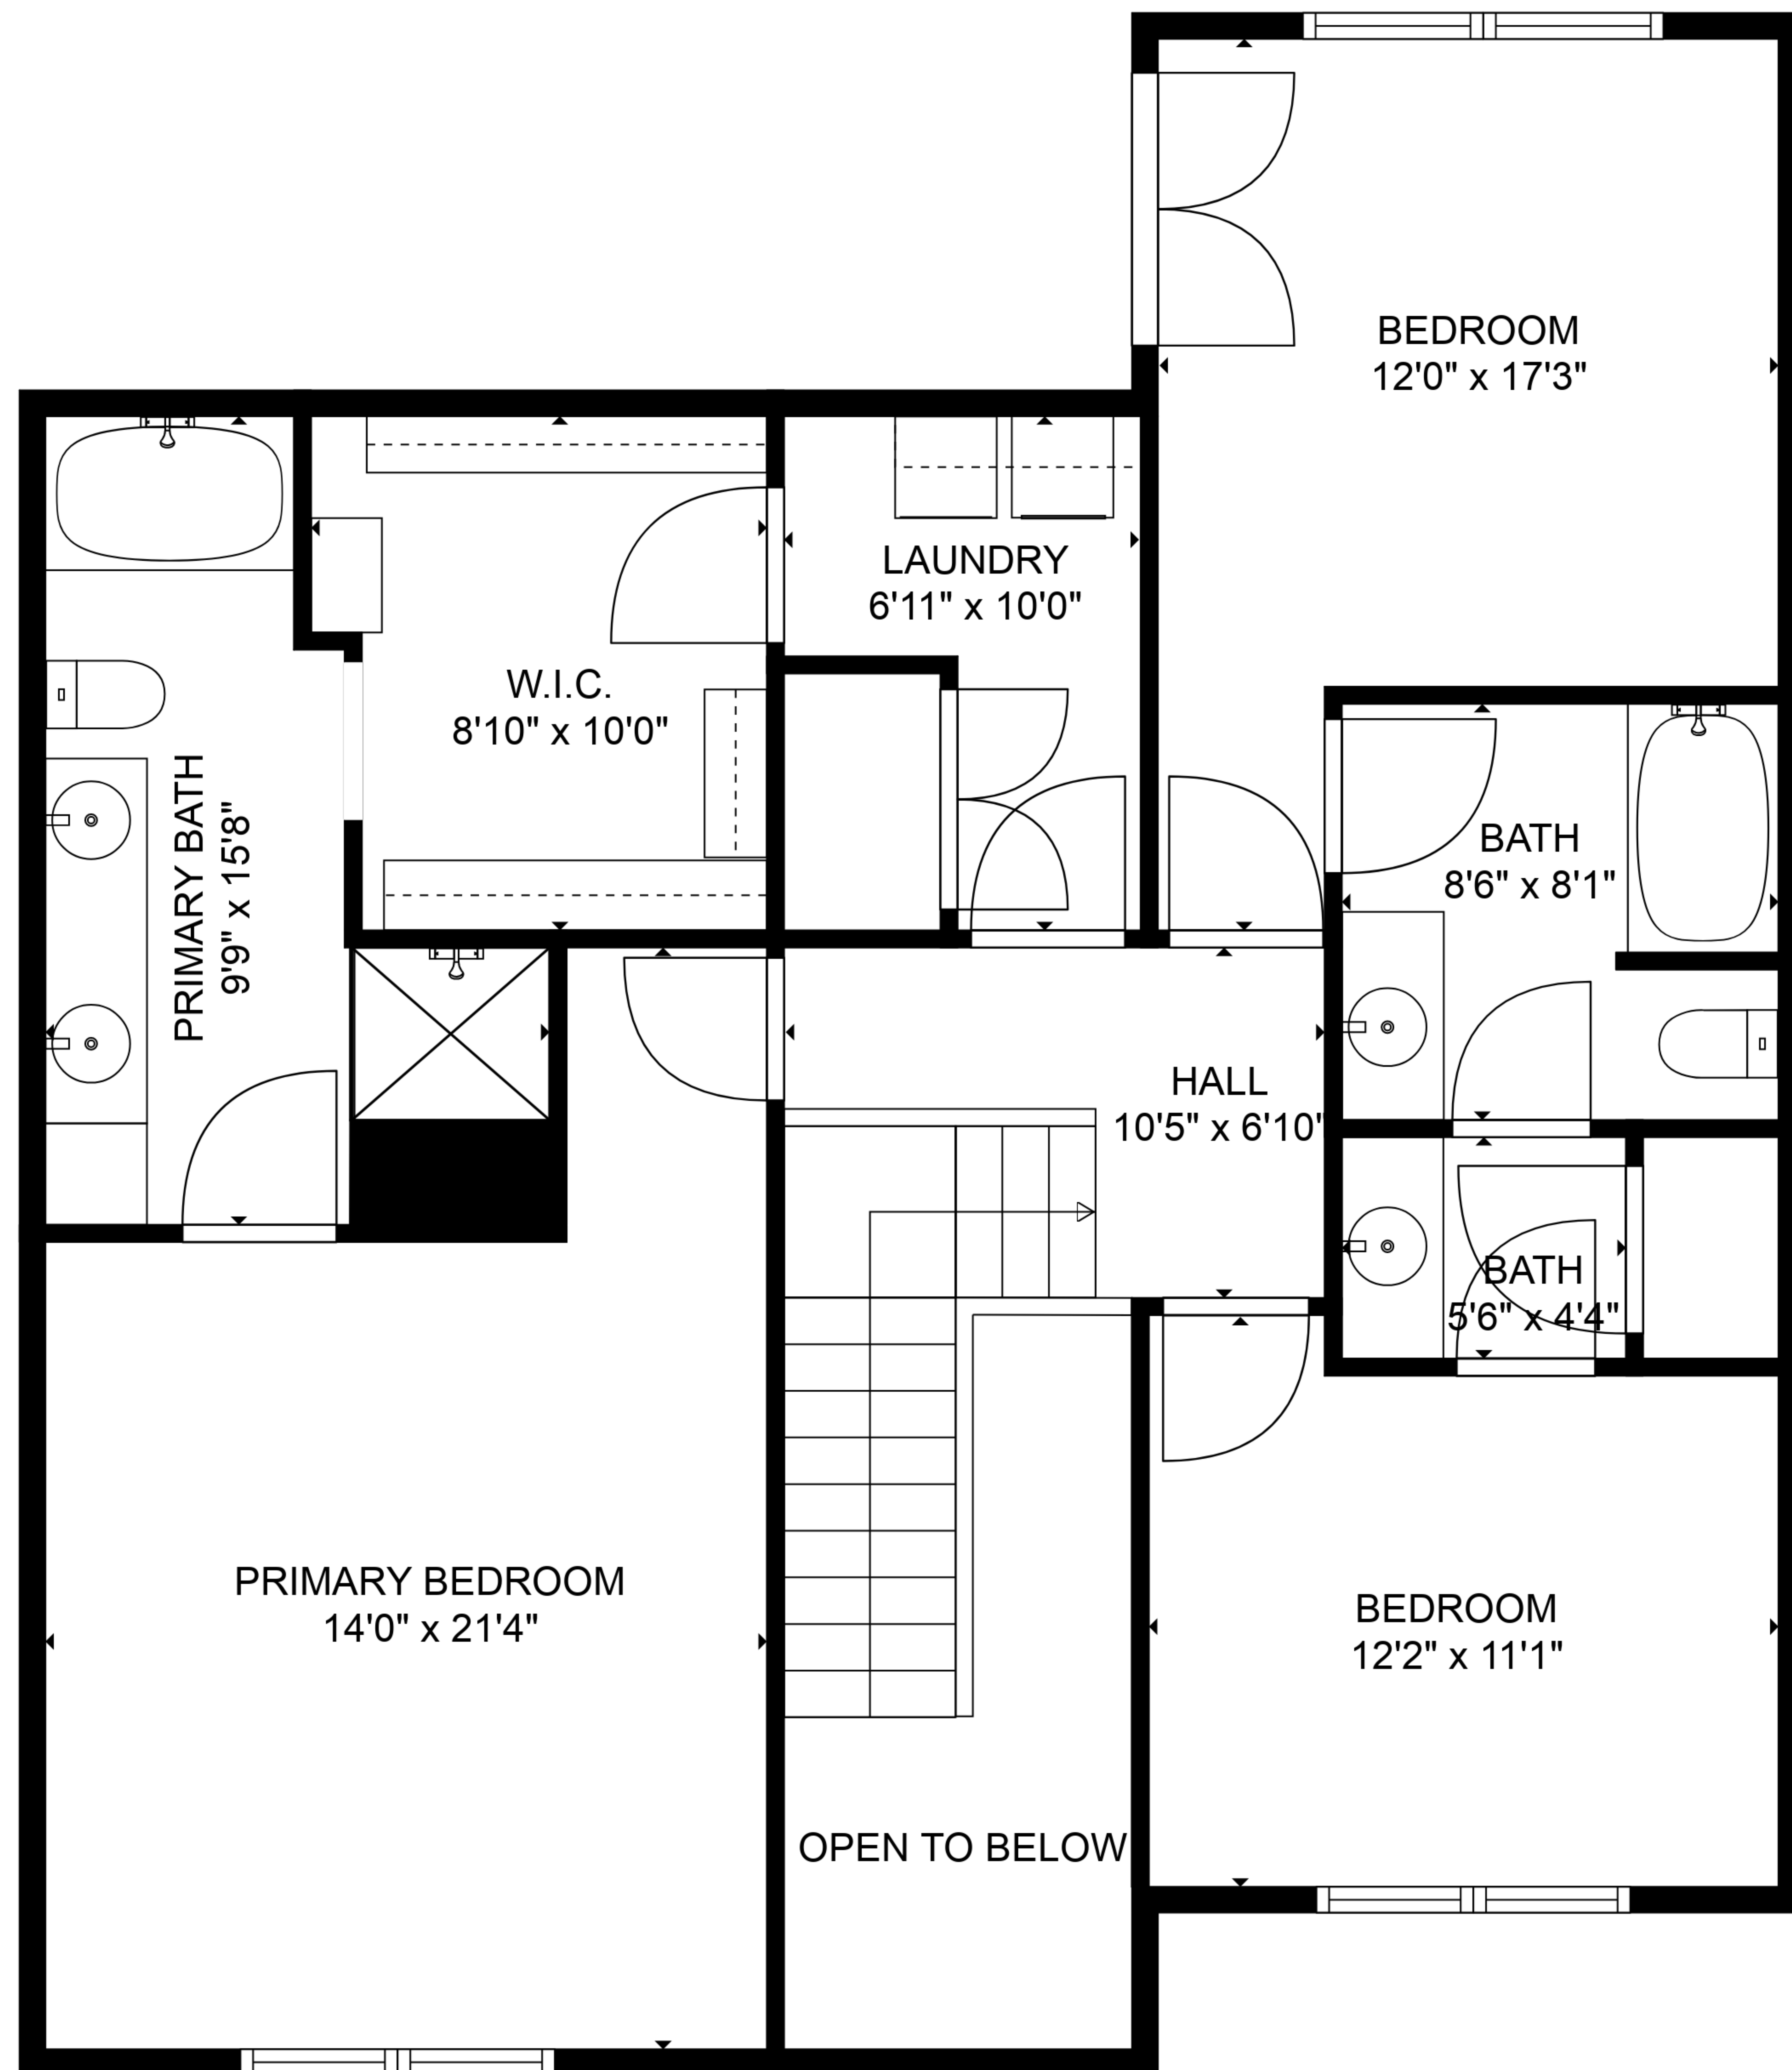 BEDROOM
12'0" x 17'3"
LAUNDRY
6'11" x 10'0"
W.I.C.
8'10" x 10'0"
PRIMARY BATH
9'9" x 15'8"
BATH
8'6" x 8'1"
HALL
10'5" x 6'10"
BATH
5'6" x 4'4"
PRIMARY BEDROOM
14'0" x 21'4"
BEDROOM
12'2" x 11'1"
OPEN TO BELOW